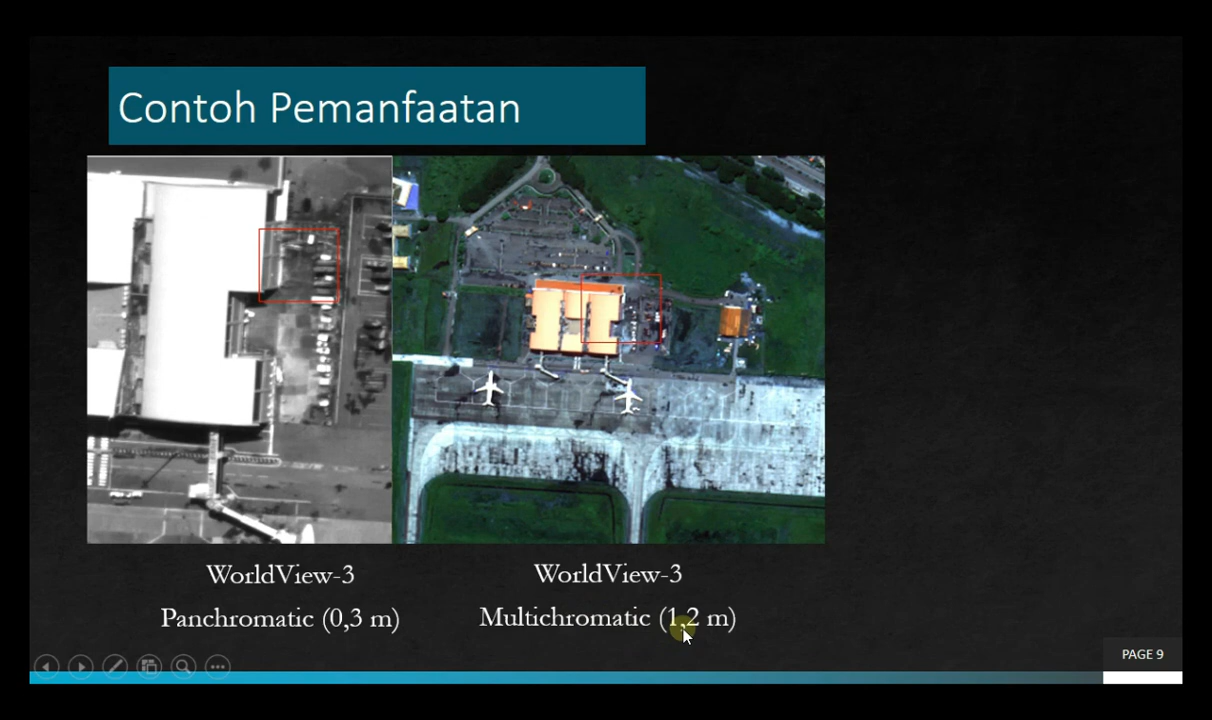 Contoh Pemanfaatan
WorldView-3
Panchromatic (0,3 m)
WorldView-3
Multichromatic (1,2 m)
PAGE 9